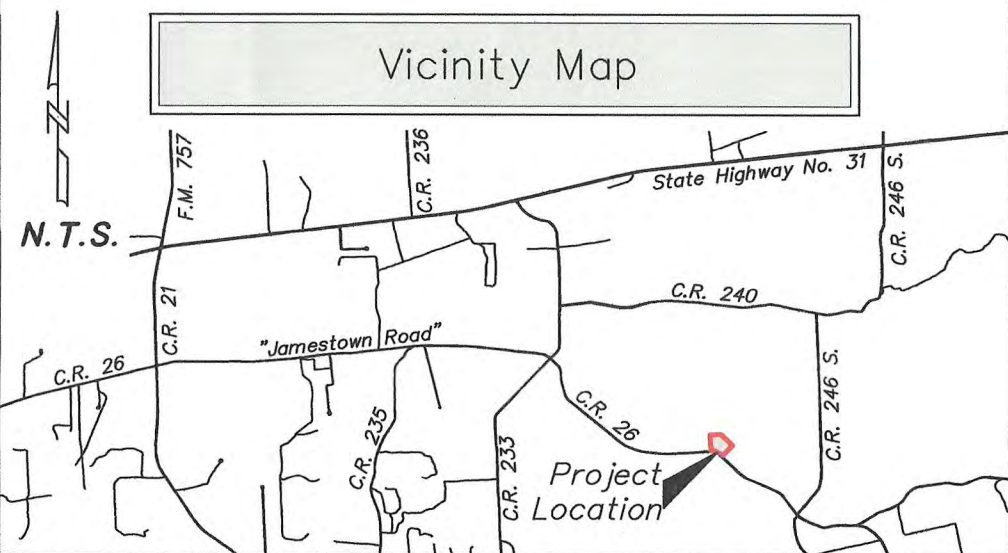 Vicinity Map
N
N.T.S.
F.M. 757
C.R. 236
State Highway No. 31
C.R. 246 S.
C.R. 21
C.R. 240
"Jamestown Road"
C.R. 26
C.R. 235
C.R. 233
C.R. 26
C.R. 246 S.
Project
Location